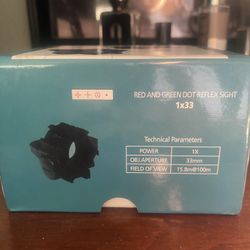 RED AND GREEN DOT REFLEX SIGHT
1x33
Technical Parameters
POWER 1X
OBJ.APERTURE 33mm
FIELD OF VIEW 15.8m@100m